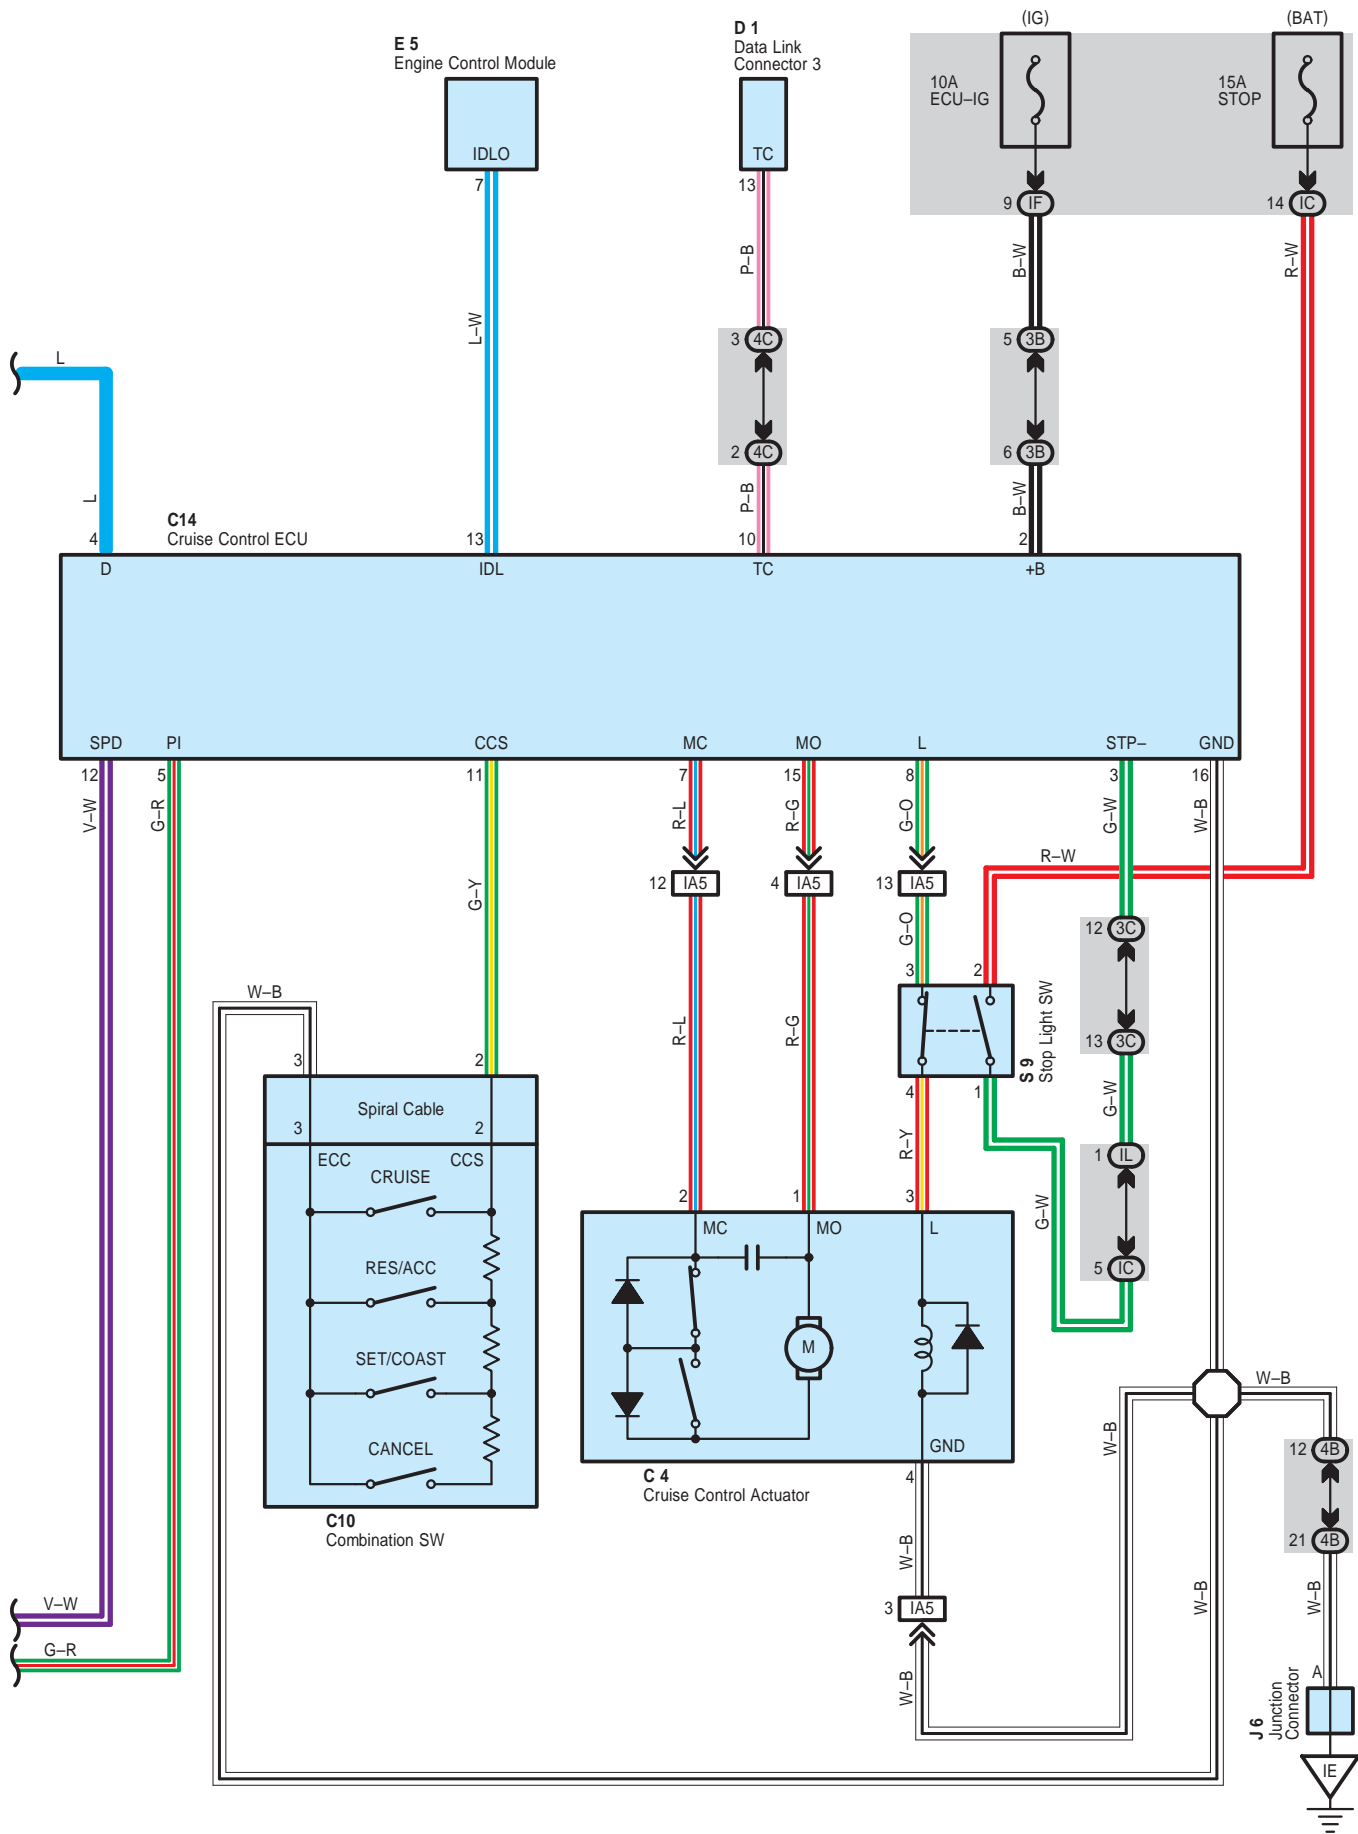 (IG)
(BAT)
E 5
Engine Control Module
D 1
Data Link
Connector 3
10A
ECU–IG
15A
STOP
IDLO
TC
7
13
9 IF
14 IC
P–B
B–W
R–W
L–W
3 4C
5 3B
L
2 4C
6 3B
L
P–B
B–W
C14
Cruise Control ECU
4
13
10
2
D
IDL
TC
+B
SPD
PI
CCS
MC
MO
L
STP–
GND
12
5
11
7
15
8
3
16
V–W
G–R
R–L
R–G
G–O
G–W
W–B
R–W
12 IA5
4 IA5
13 IA5
G–Y
G–O
12 3C
3
2
W–B
R–L
R–G
S 9
Stop Light SW
13 3C
3
2
4
1
G–W
Spiral Cable
3
2
R–Y
1 IL
ECC
CCS
CRUISE
2
1
3
G–W
MC
MO
L
RES/ACC
5 IC
M
SET/COAST
W–B
W–B
CANCEL
GND
12 4B
C 4
Cruise Control Actuator
4
C10
Combination SW
21 4B
W–B
W–B
W–B
V–W
3 IA5
G–R
W–B
A
J 6
Junction
Connector
IE